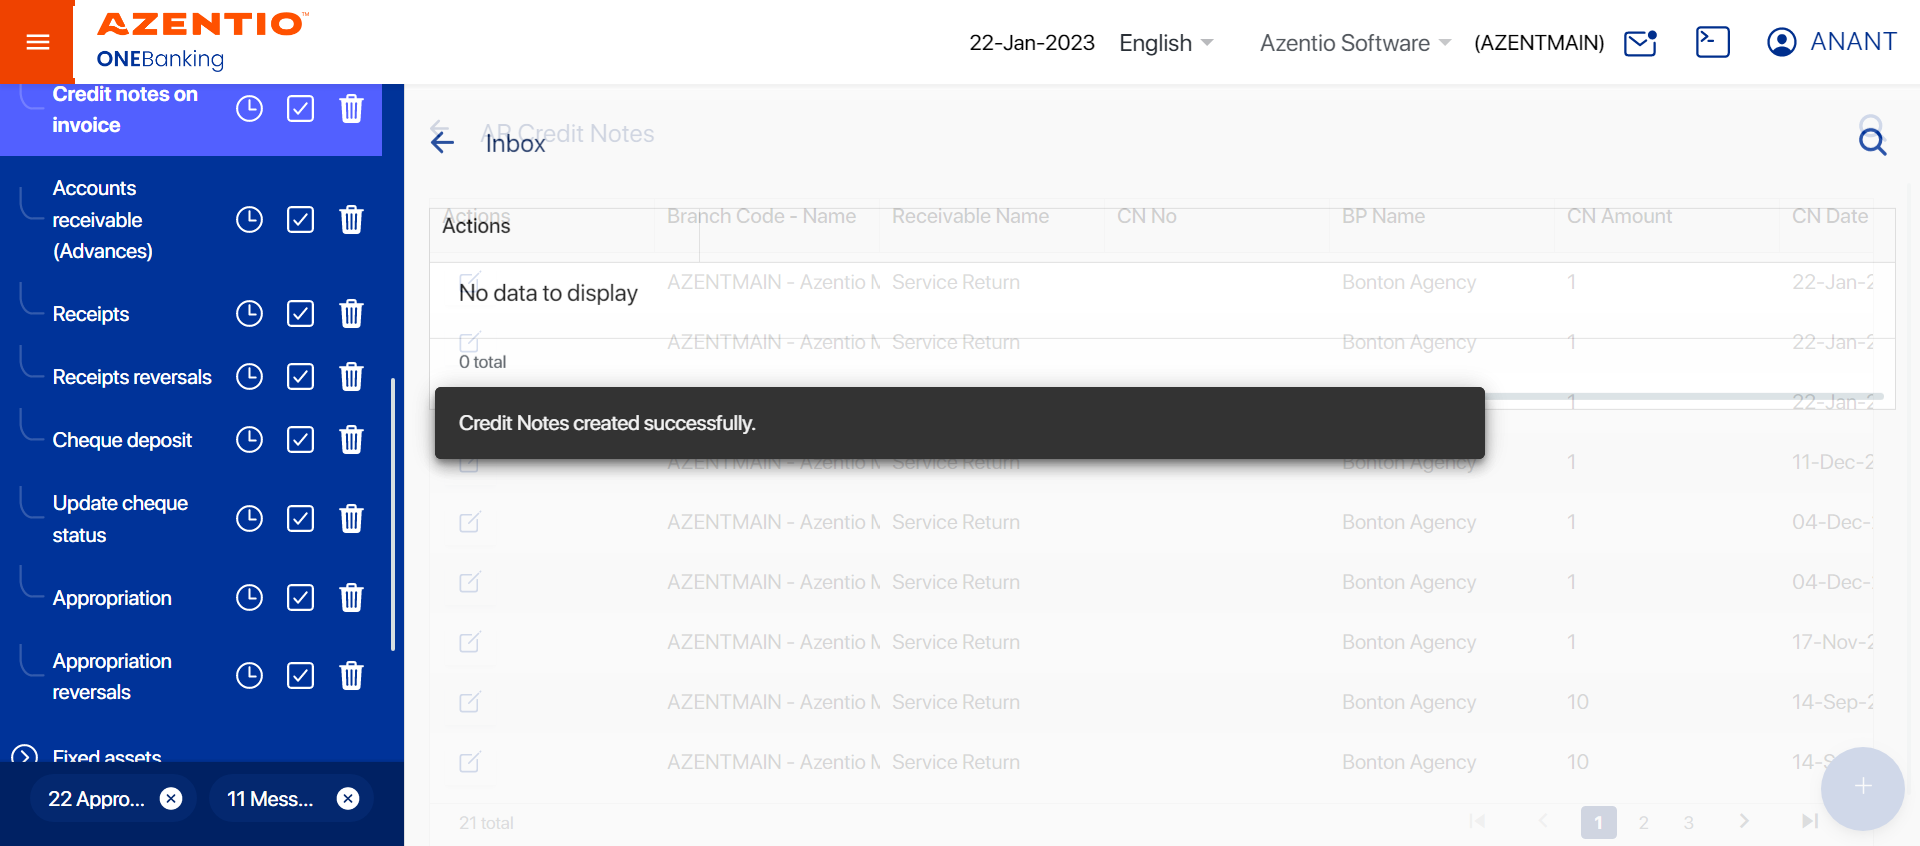 AZENTIO™
ONEBanking
22-Jan-2023
English
Azentio Software
(AZENTMAIN)
ANANT
Credit notes on
invoice
Accounts
receivable
(Advances)
Receipts
Receipts reversals
Cheque deposit
Update cheque
status
Appropriation
Appropriation
reversals
Fixed assets
22 Appro...
11 Mess...
AR Credit Notes
Inbox
Actions Branch Code - Name Receivable Name CN No BP Name CN Amount CN Date
Actions
AZENTMAIN - Azentio M Service Return Bonton Agency 1 22-Jan-2
No data to display
AZENTMAIN - Azentio M Service Return Bonton Agency 1 22-Jan-2
0 total
1 22-Jan-2
Credit Notes created successfully.
AZENTMAIN - Azentio M Service Return Bonton Agency 1 11-Dec-2
AZENTMAIN - Azentio M Service Return Bonton Agency 1 04-Dec-
AZENTMAIN - Azentio M Service Return Bonton Agency 1 04-Dec-
AZENTMAIN - Azentio M Service Return Bonton Agency 1 17-Nov-2
AZENTMAIN - Azentio M Service Return Bonton Agency 10 14-Sep-2
AZENTMAIN - Azentio M Service Return Bonton Agency 10 14-S
21 total
1 2 3